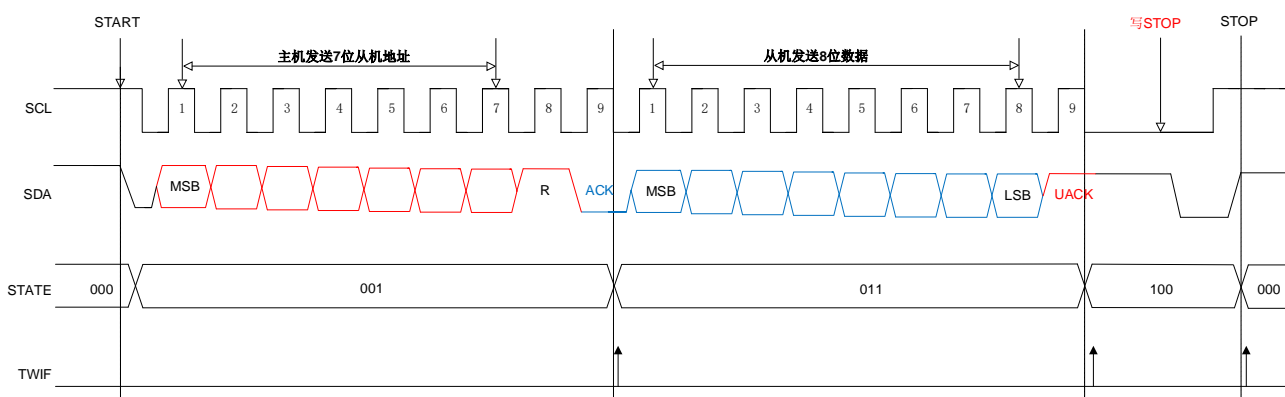 START 写STOP STOP
主机发送7位从机地址 从机发送8位数据
SCL 1 2 3 4 5 6 7 8 9 1 2 3 4 5 6 7 8 9
SDA MSB R ACK MSB LSB UACK
STATE 000 001 011 100 000
TWIF